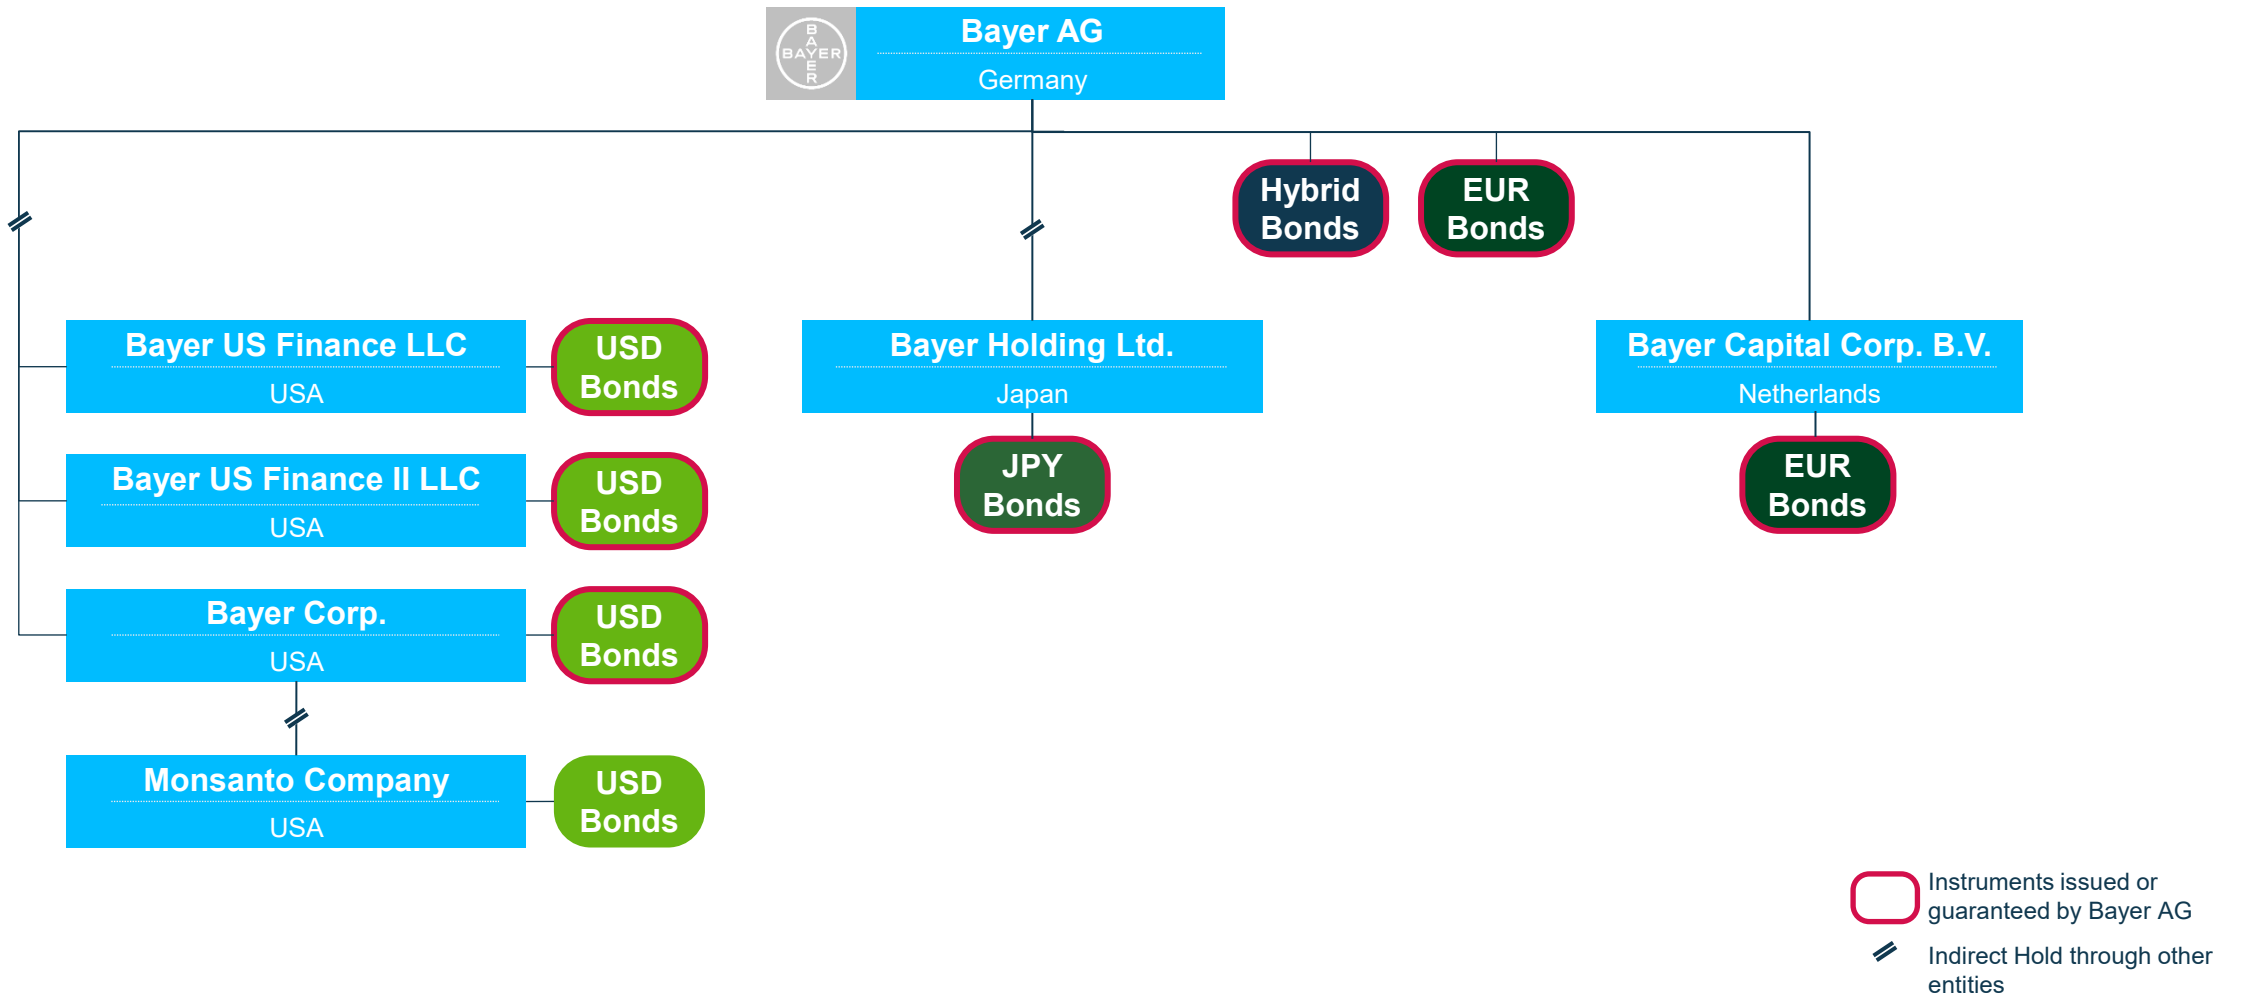 BAYER
BAYER
Bayer AG
Germany
Hybrid
Bonds
EUR
Bonds
Bayer US Finance LLC
USA
USD
Bonds
Bayer Holding Ltd.
Japan
JPY
Bonds
Bayer Capital Corp. B.V.
Netherlands
EUR
Bonds
Bayer US Finance II LLC
USA
USD
Bonds
Bayer Corp.
USA
USD
Bonds
Monsanto Company
USA
USD
Bonds
Instruments issued or
guaranteed by Bayer AG
Indirect Hold through other
entities